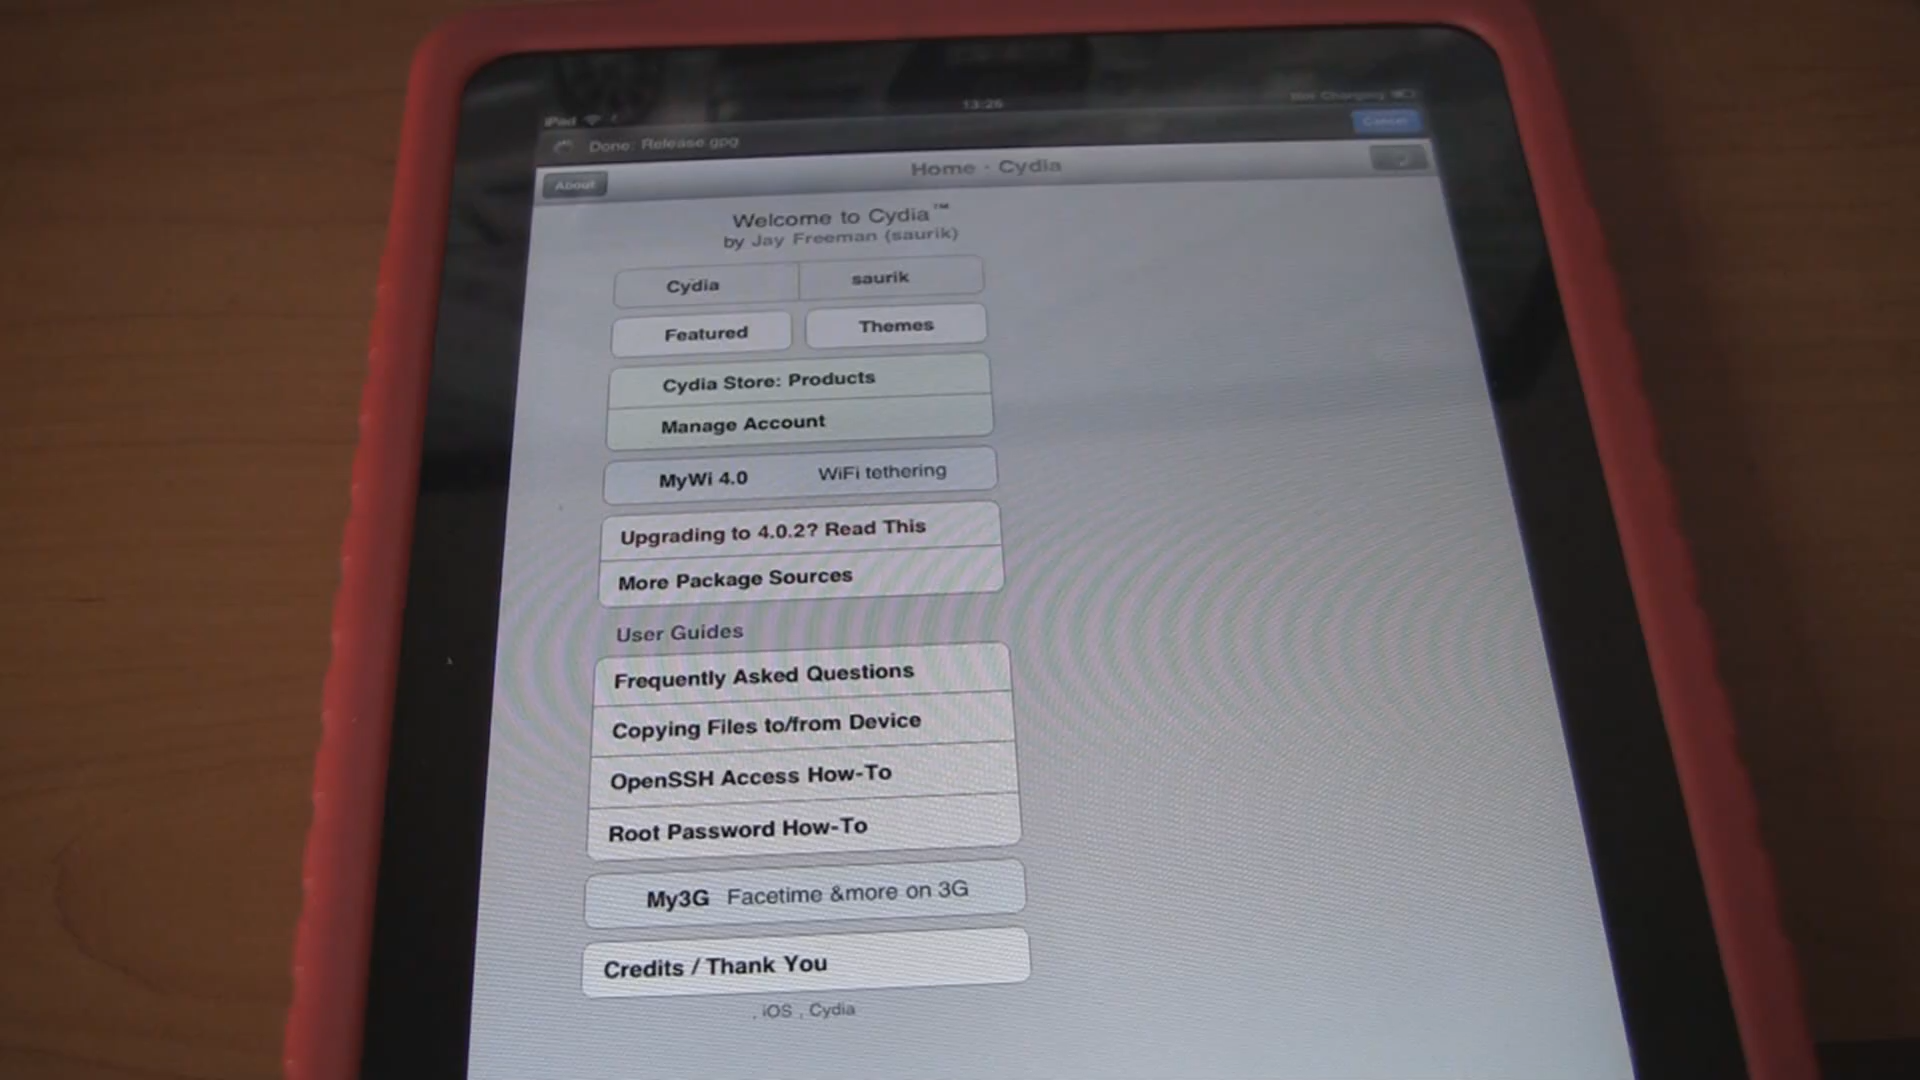 iPad 13:26 Not Charging
Done: Release.gpg Cancel
About Home · Cydia
Welcome to Cydia™
by Jay Freeman (saurik)
Cydia saurik
Featured Themes
Cydia Store: Products
Manage Account
MyWi 4.0 WiFi tethering
Upgrading to 4.0.2? Read This
More Package Sources
User Guides
Frequently Asked Questions
Copying Files to/from Device
OpenSSH Access How-To
Root Password How-To
My3G Facetime &more on 3G
Credits / Thank You
, iOS , Cydia